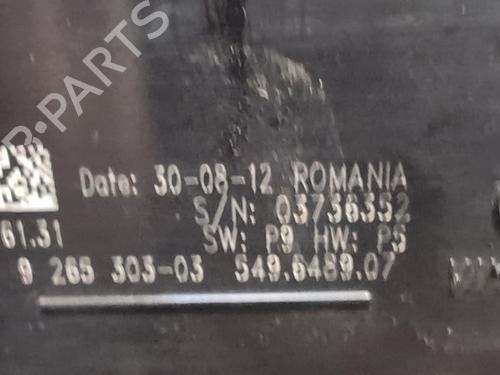 B-PARTS
Date: 30-08-12 ROMANIA
S/N: 03736352
61.31 SW: P9 HW: P5
9 265 303-03 549.6489.07